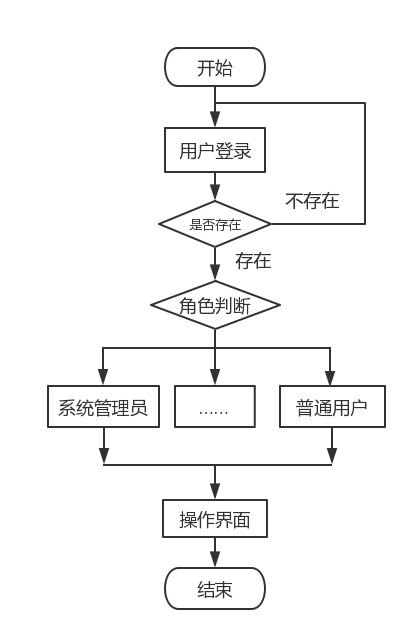 开始
用户登录
不存在
是否存在
存在
角色判断
系统管理员
……
普通用户
操作界面
结束